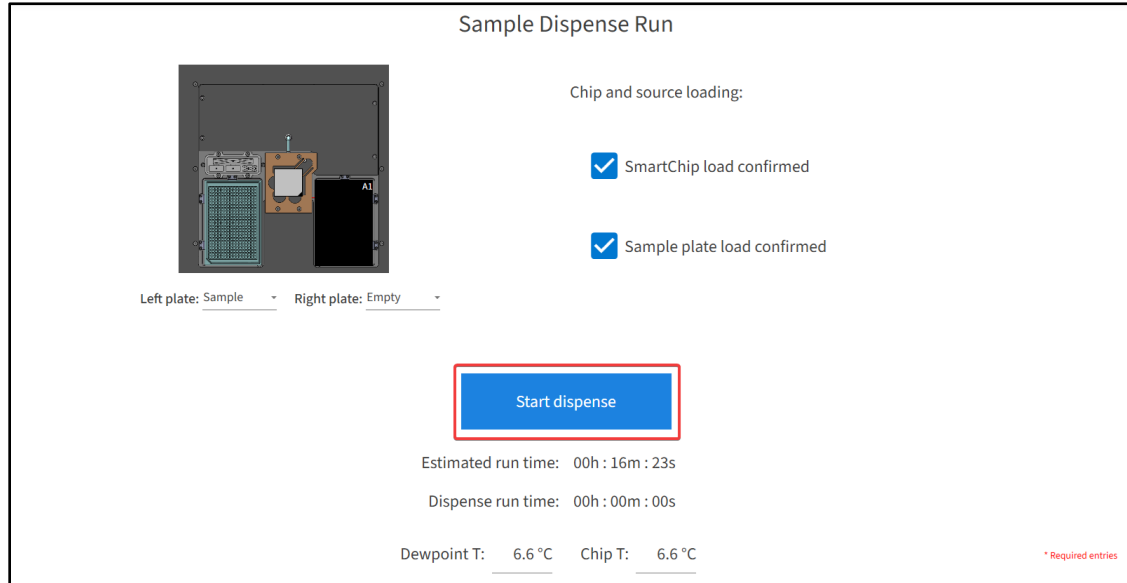 Sample Dispense Run
A1
Left plate: Sample Right plate: Empty
Chip and source loading:
SmartChip load confirmed
Sample plate load confirmed
Start dispense
Estimated run time: 00h : 16m : 23s
Dispense run time: 00h : 00m : 00s
Dewpoint T: 6.6 °C Chip T: 6.6 °C
* Required entries